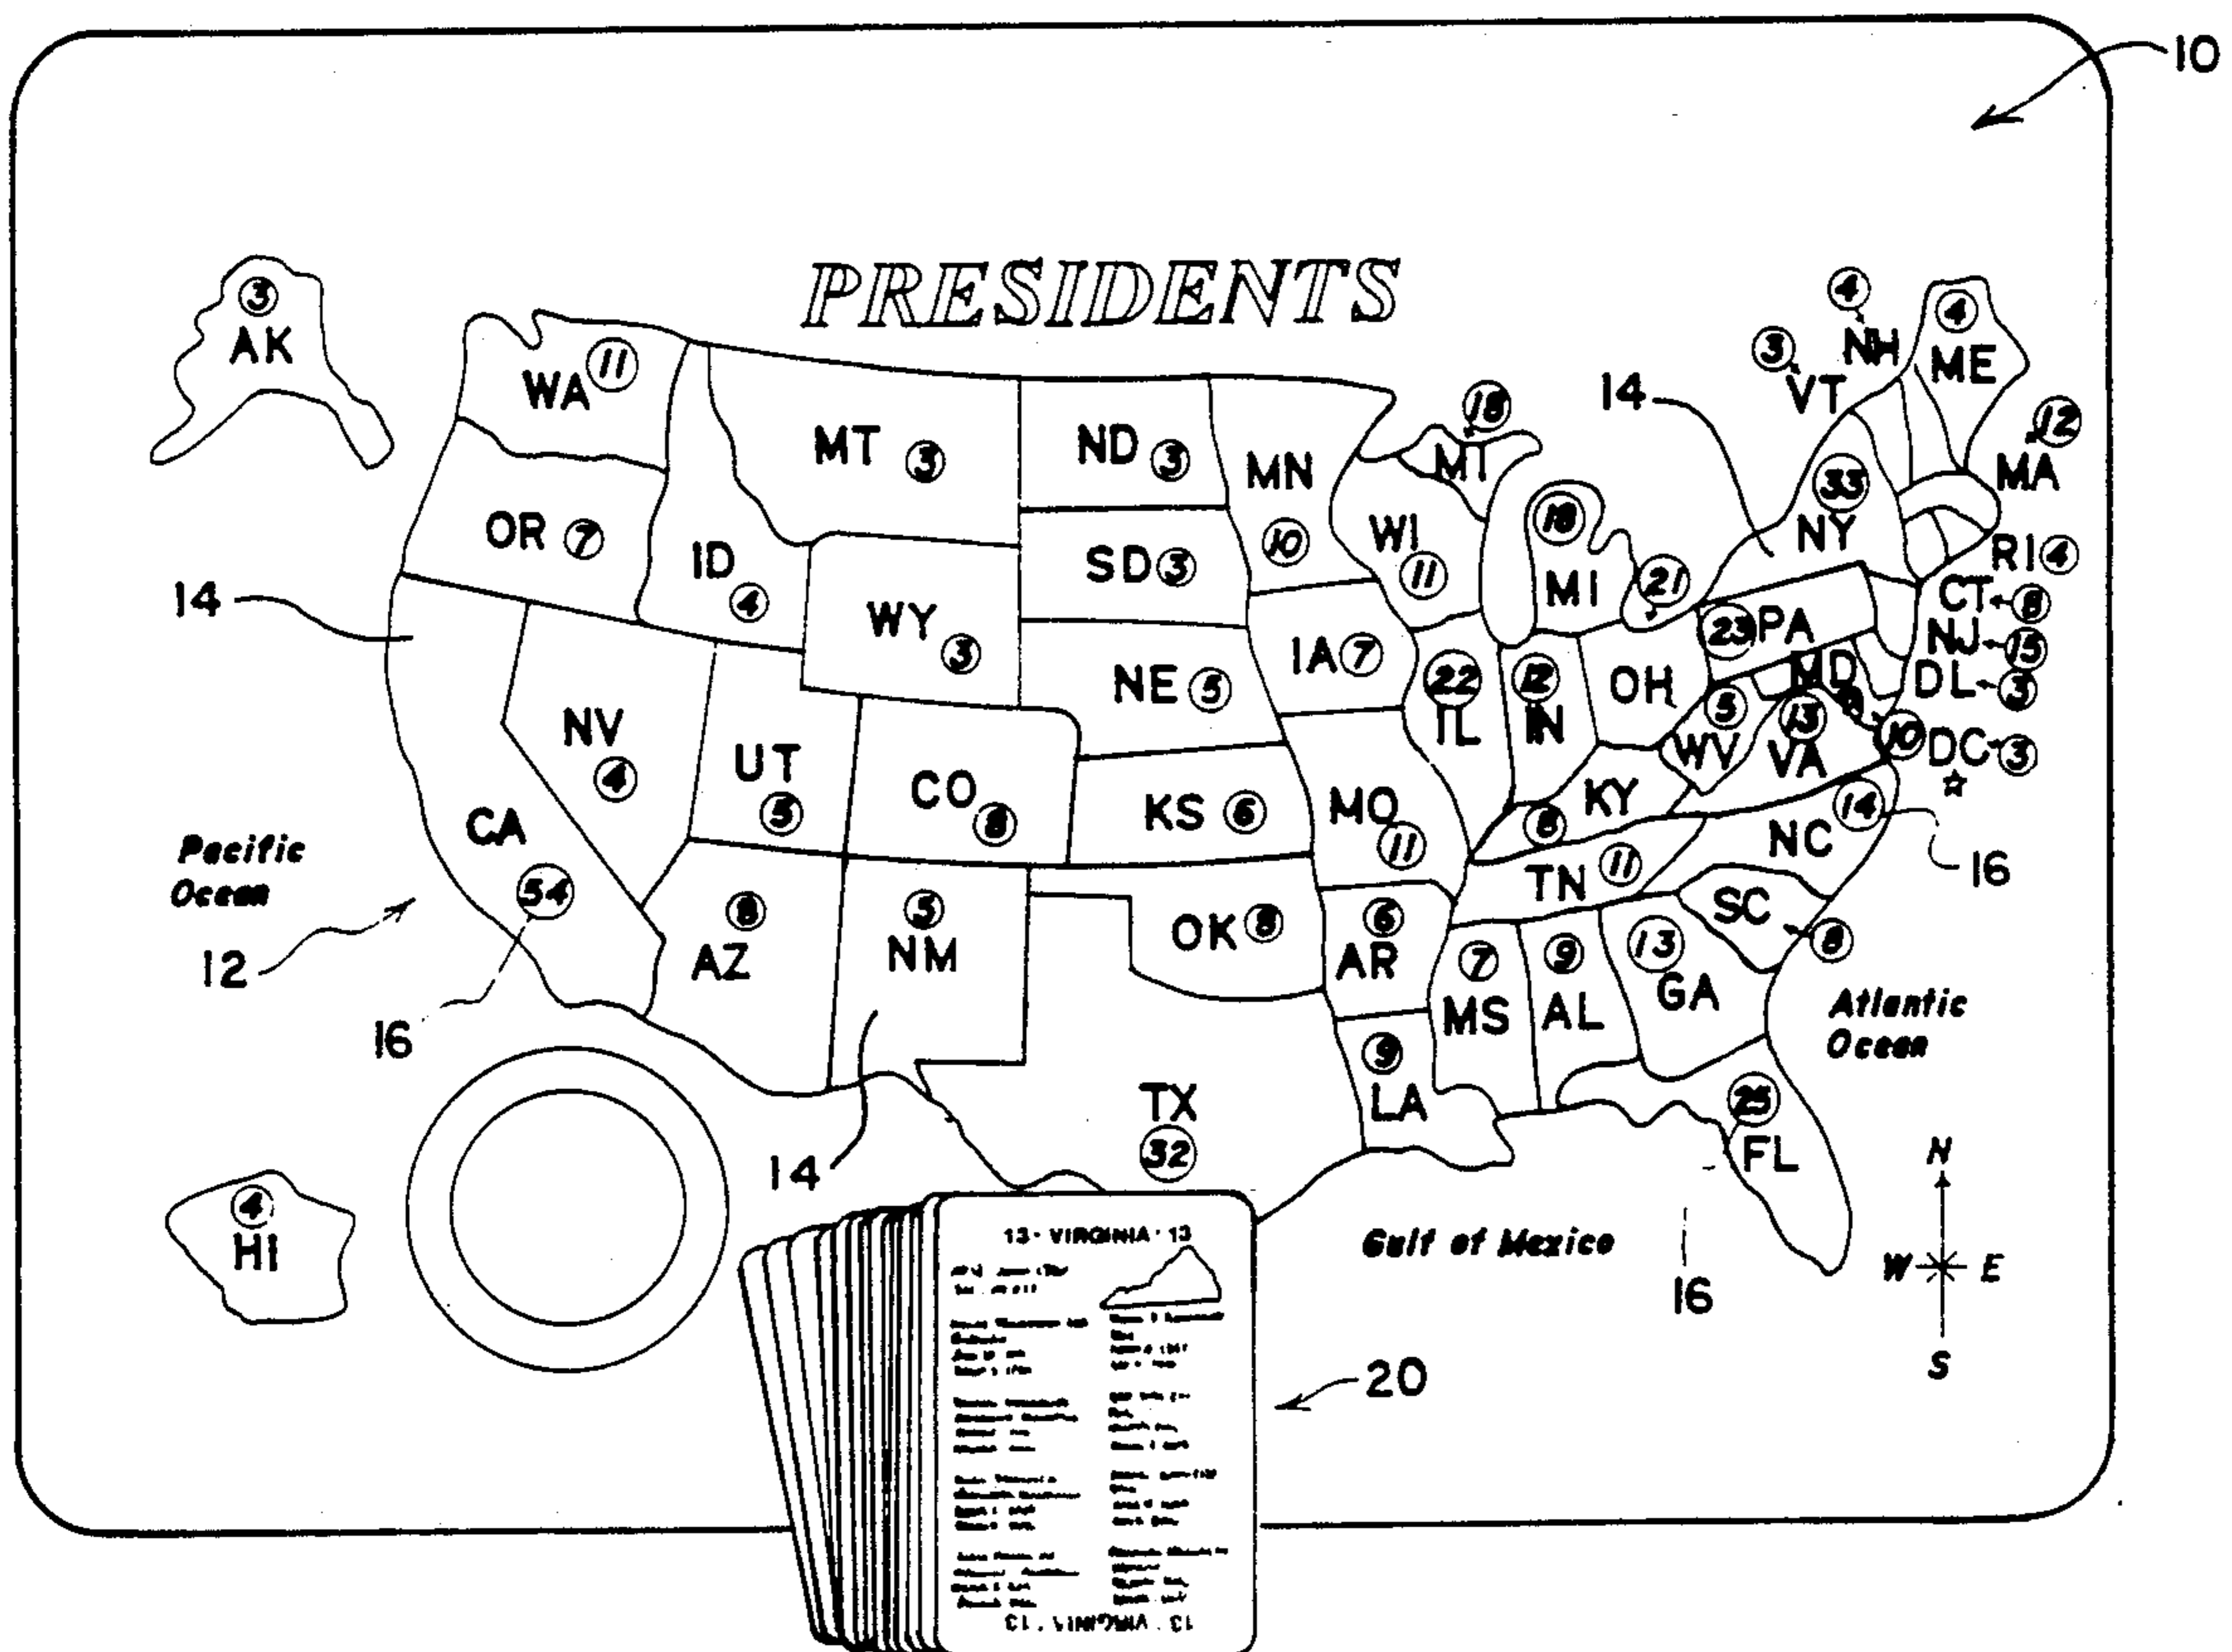 10
PRESIDENTS
3
AK
WA 11
MT 3
ND 3
MN
10
18
MI
14
3
VT
4
NH
4
ME
12
MA
OR 7
ID
4
WY
3
SD 3
WI
11
18
MI
21
33
NY
RI 4
14
CT 8
NJ 15
DL 3
NE 5
IA 7
22
IL
12
IN
OH
23 PA
MD
10
DC 3
5
WV
13
VA
NV
4
UT
5
CO
8
KS 6
MO
11
KY
8
14
NC
16
CA
54
Pacific
Ocean
12
16
8
AZ
5
NM
OK 8
6
AR
TN 11
SC
8
7
MS
9
AL
13
GA
Atlantic
Ocean
9
LA
TX
32
14
25
FL
16
Gulf of Mexico
N
W E
S
4
HI
13 · VIRGINIA · 13
20
13 · VIRGINIA · 13